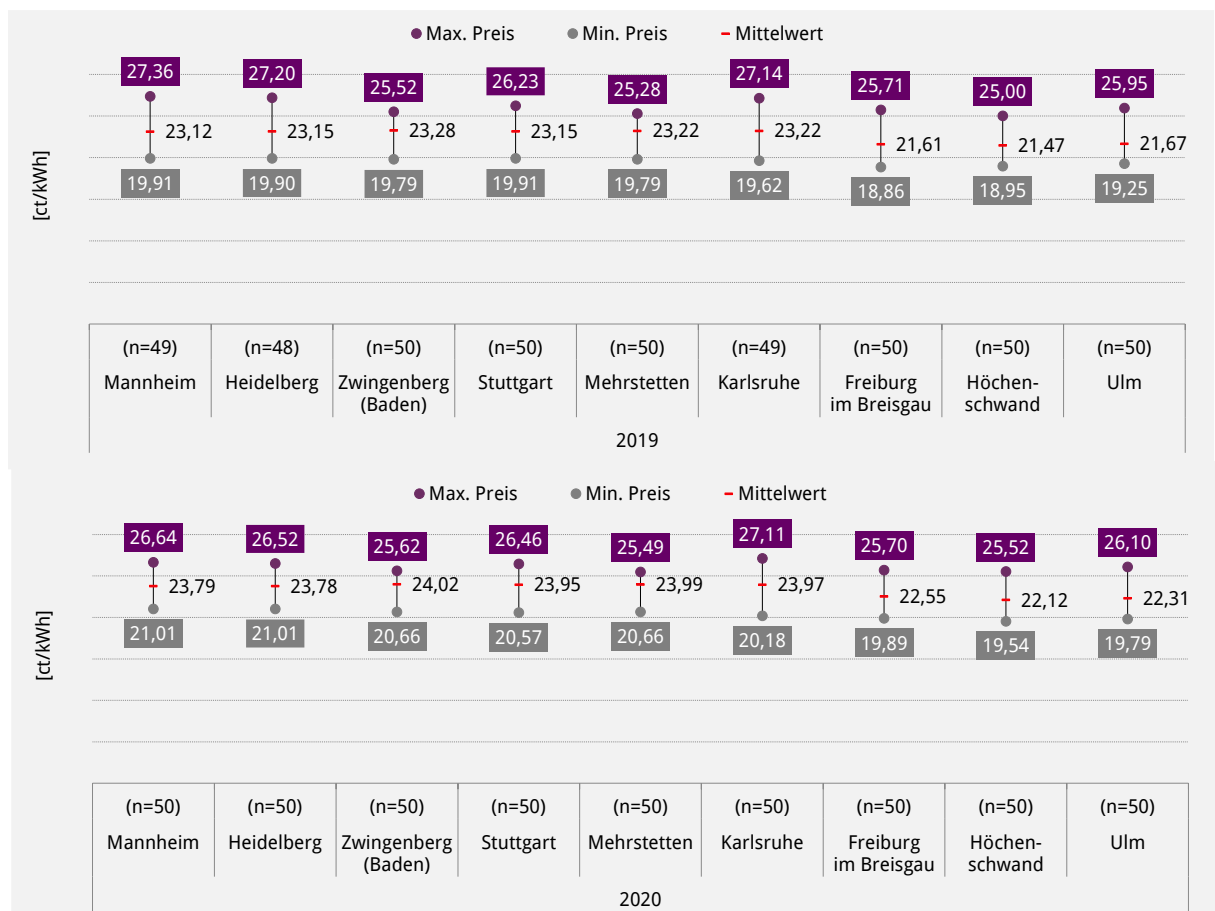 Max. Preis Min. Preis Mittelwert
27,36 27,20 25,52 26,23 25,28 27,14 25,71 25,00 25,95
23,12 23,15 23,28 23,15 23,22 23,22 21,61 21,47 21,67
19,91 19,90 19,79 19,91 19,79 19,62 18,86 18,95 19,25
[ct/kWh]
(n=49) (n=48) (n=50) (n=50) (n=50) (n=49) (n=50) (n=50) (n=50)
Mannheim Heidelberg Zwingenberg Stuttgart Mehrstetten Karlsruhe Freiburg Höchen- Ulm
(Baden) im Breisgau schwand
2019
Max. Preis Min. Preis Mittelwert
26,64 26,52 25,62 26,46 25,49 27,11 25,70 25,52 26,10
23,79 23,78 24,02 23,95 23,99 23,97 22,55 22,12 22,31
21,01 21,01 20,66 20,57 20,66 20,18 19,89 19,54 19,79
[ct/kWh]
(n=50) (n=50) (n=50) (n=50) (n=50) (n=50) (n=50) (n=50) (n=50)
Mannheim Heidelberg Zwingenberg Stuttgart Mehrstetten Karlsruhe Freiburg Höchen- Ulm
(Baden) im Breisgau schwand
2020